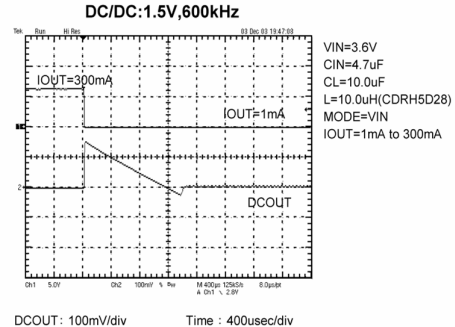 DC/DC:1.5V,600kHz
Tek Run Hi Res 03 Dec 03 19:47:03
IOUT=300mA
IOUT=1mA
2
DCOUT
Ch1 5.0V Ch2 100mV M 400µs 125kS/s 8.0µs/pt
A Ch1 \ 2.8V
VIN=3.6V
CIN=4.7uF
CL=10.0uF
L=10.0uH(CDRH5D28)
MODE=VIN
IOUT=1mA to 300mA
DCOUT: 100mV/div Time : 400usec/div